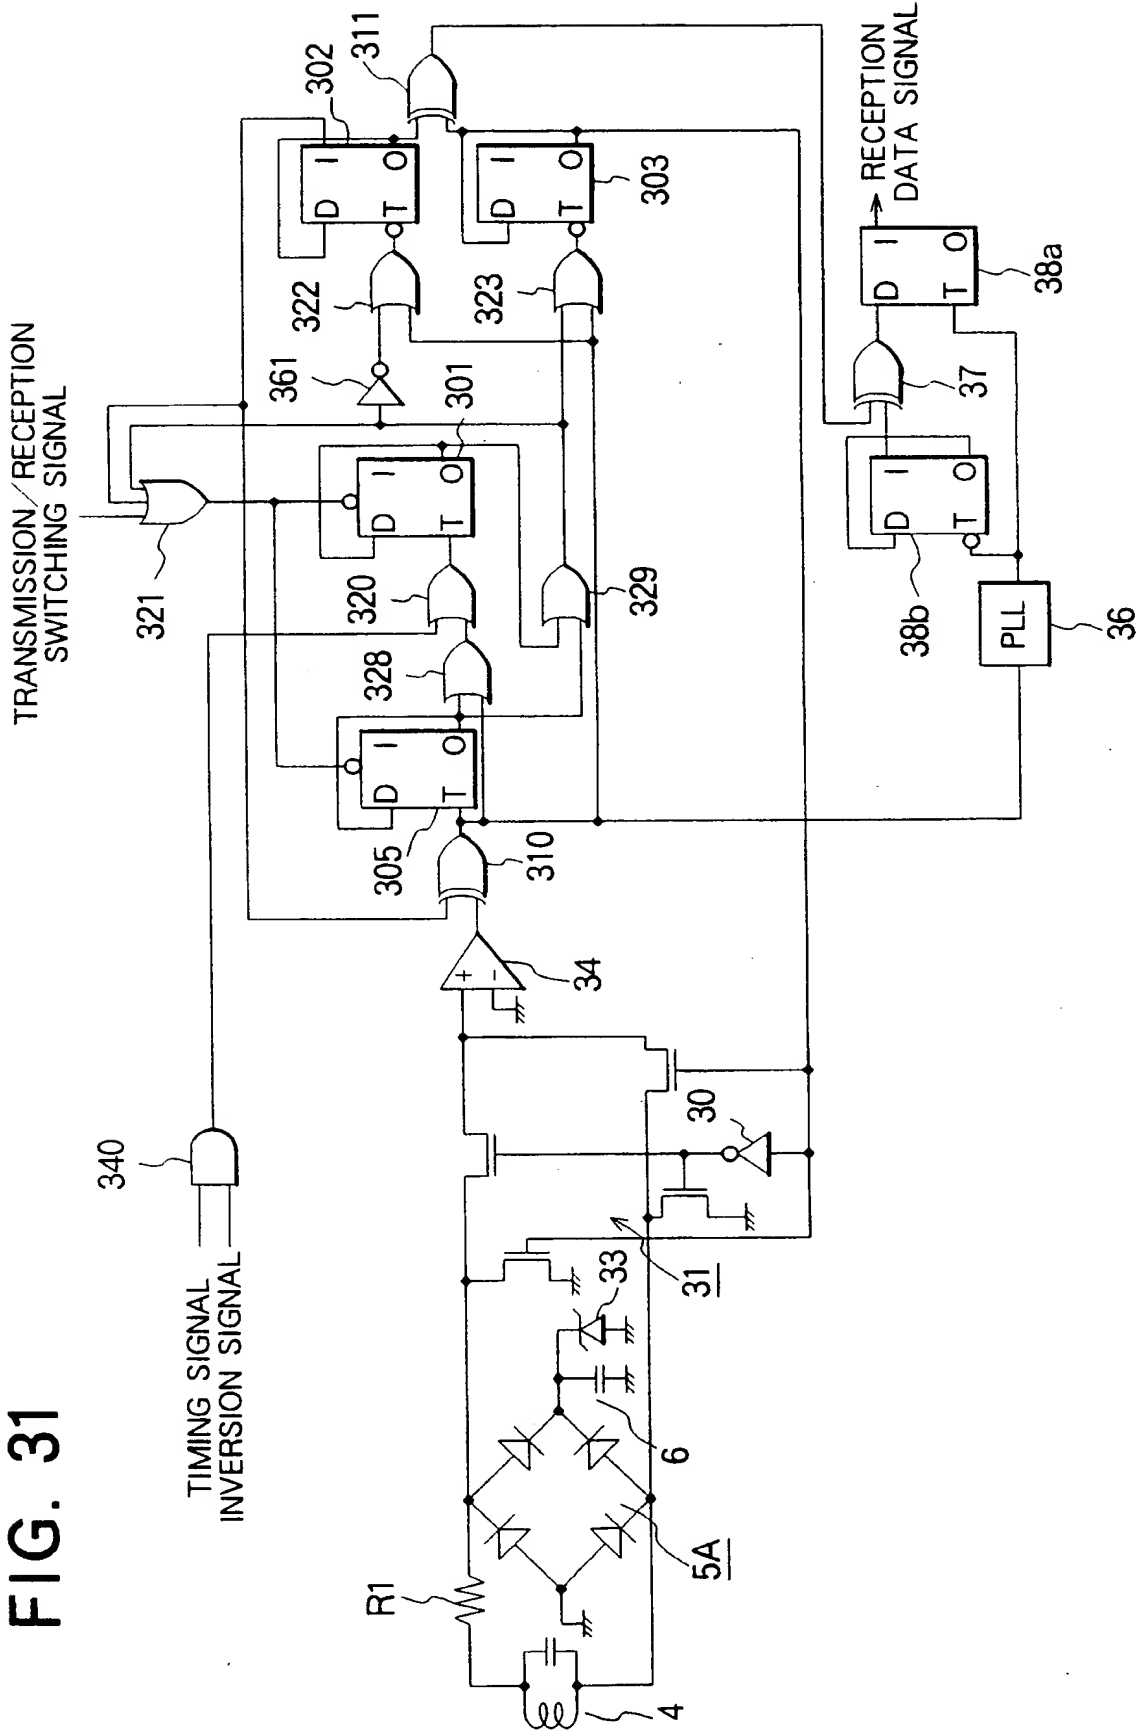 FIG. 31
TIMING SIGNAL
INVERSION SIGNAL
340
TRANSMISSION/RECEPTION
SWITCHING SIGNAL
321
R1
4
5A
6
33
31
30
+
-
34
310
305
D
I
T
O
328
320
329
301
D
I
T
O
361
322
323
302
D
I
T
O
303
D
I
T
O
311
PLL
36
38b
D
I
T
O
37
38a
D
I
T
O
RECEPTION
DATA SIGNAL